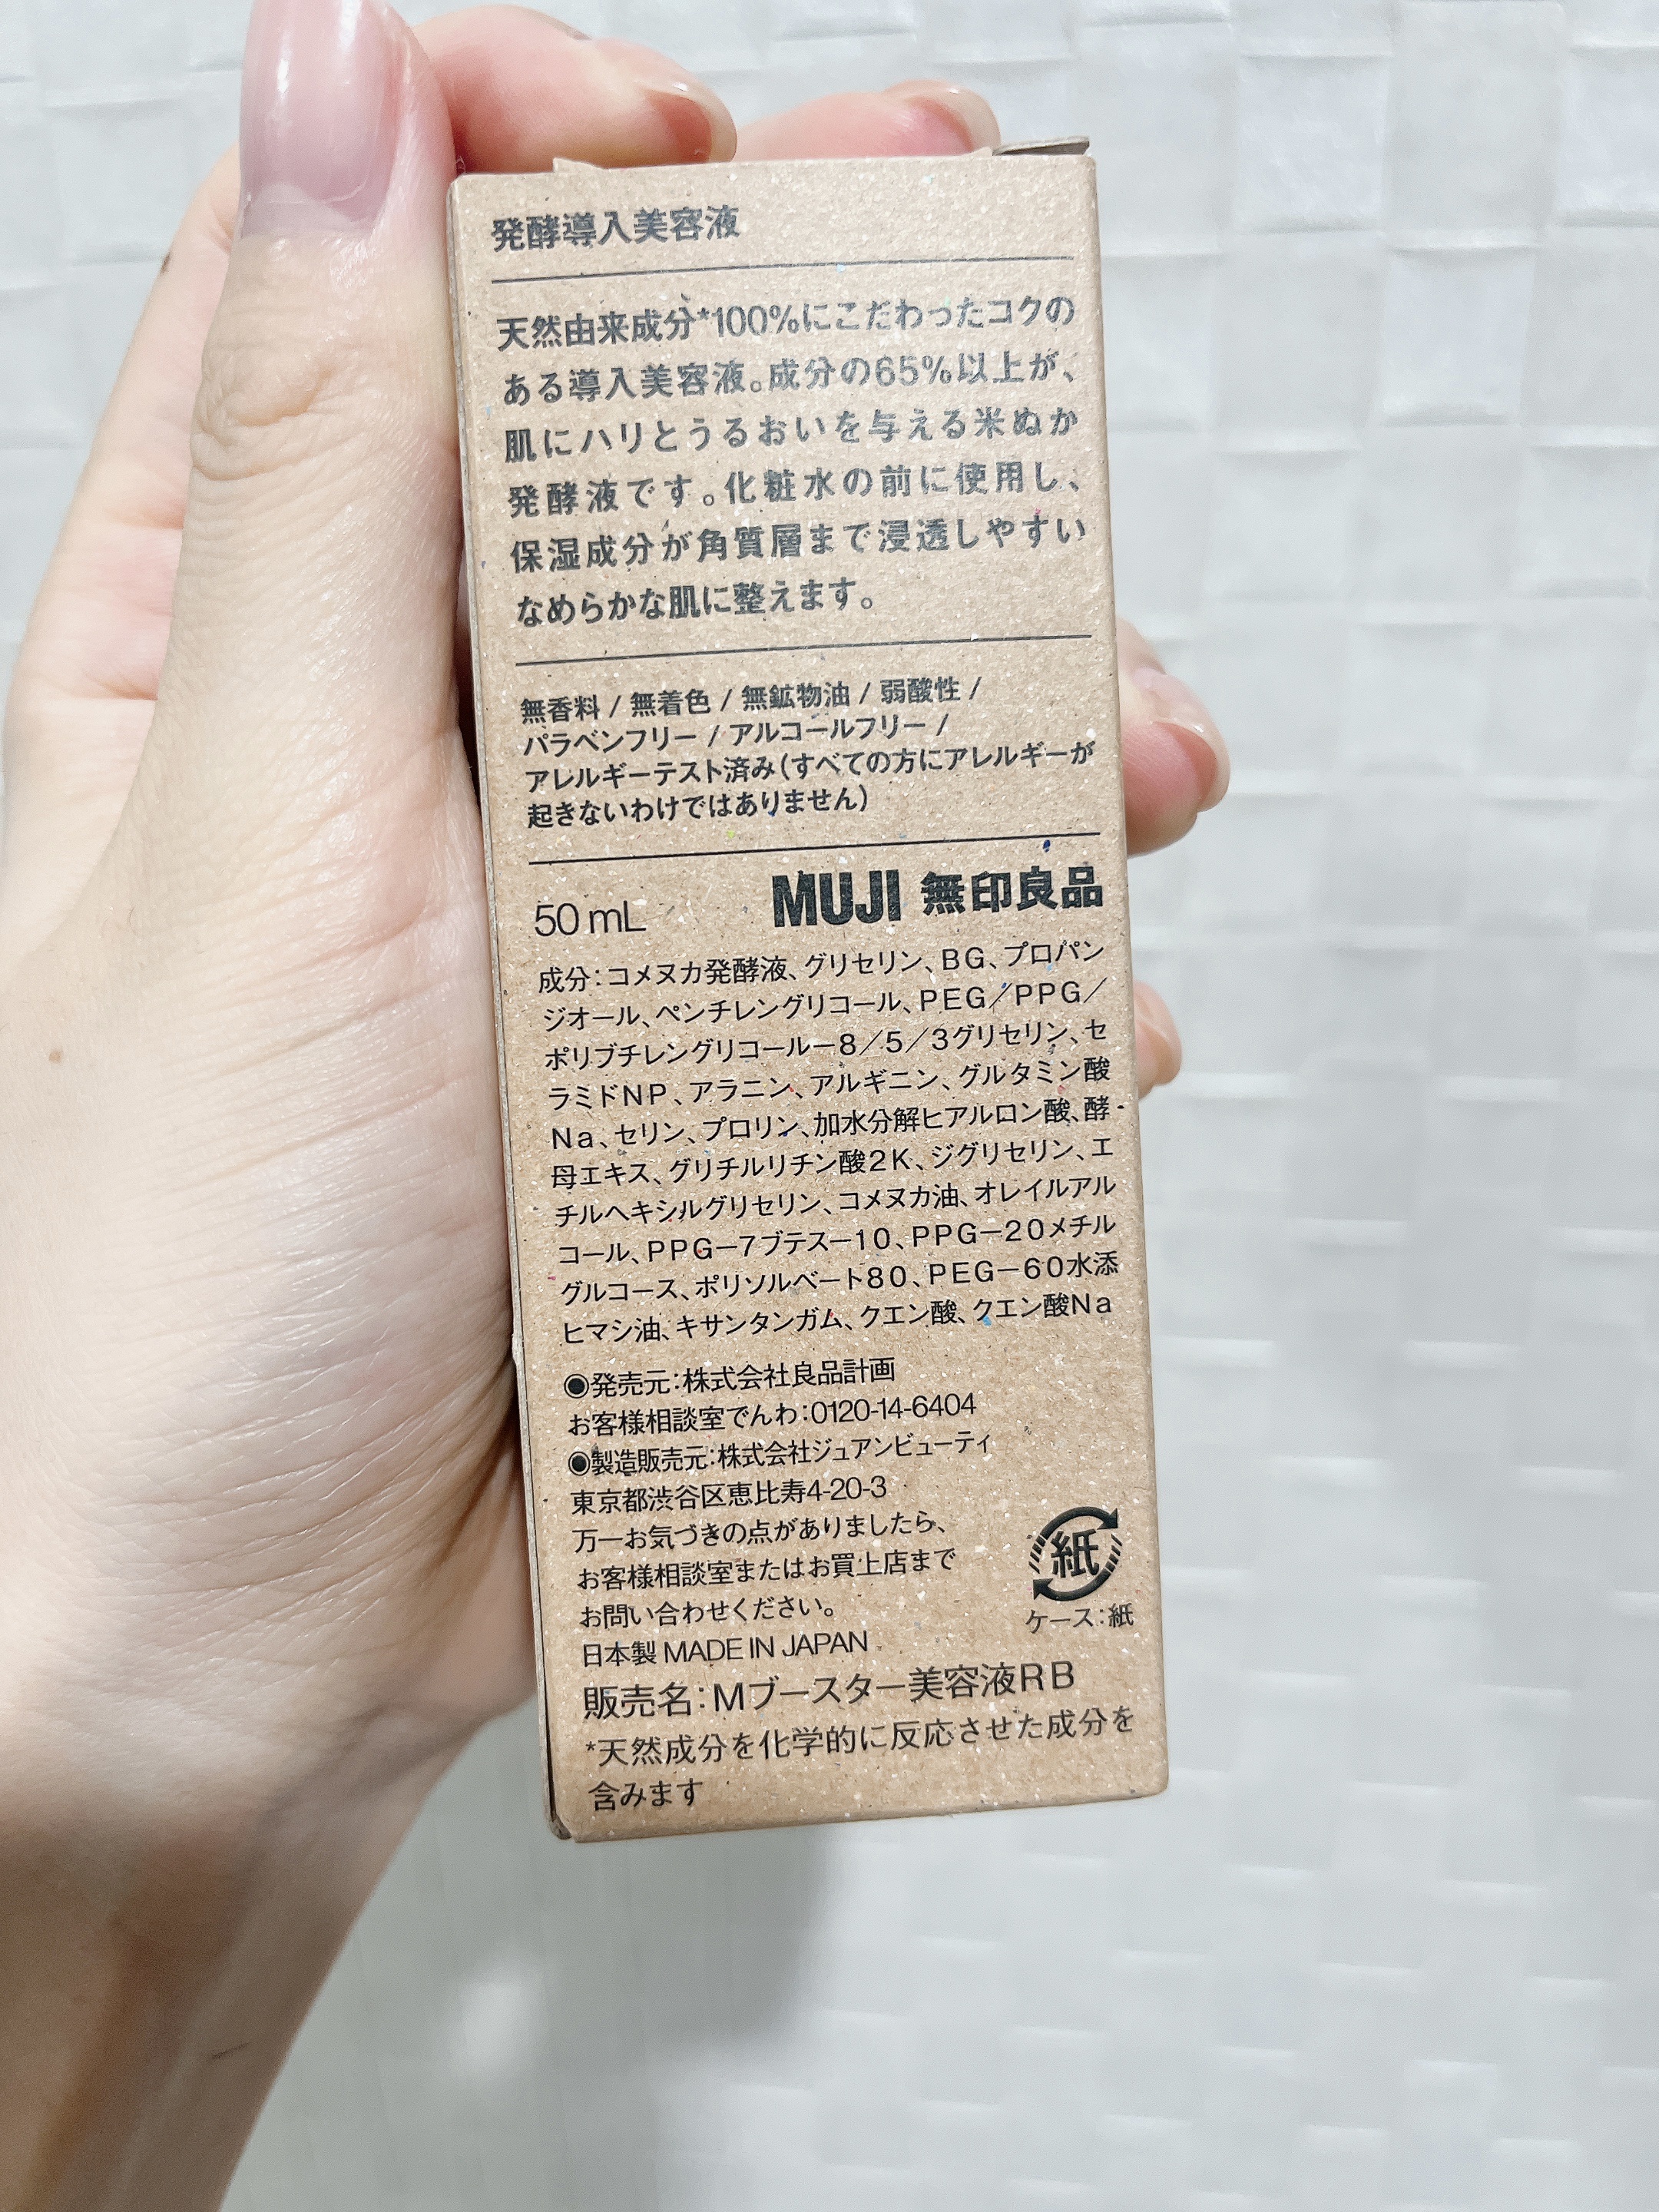 発酵導入美容液
天然由来成分*100%にこだわったコクの
ある導入美容液。成分の65%以上が、
肌にハリとうるおいを与える米ぬか
発酵液です。化粧水の前に使用し、
保湿成分が角質層まで浸透しやすい
なめらかな肌に整えます。
無香料 / 無着色 / 無鉱物油 / 弱酸性 /
パラベンフリー / アルコールフリー /
アレルギーテスト済み(すべての方にアレルギーが
起きないわけではありません)
50 mL MUJI 無印良品
成分:コメヌカ発酵液、グリセリン、BG、プロパン
ジオール、ペンチレングリコール、PEG/PPG/
ポリブチレングリコール-8/5/3グリセリン、セ
ラミドNP、アラニン、アルギニン、グルタミン酸
Na、セリン、プロリン、加水分解ヒアルロン酸、酵
母エキス、グリチルリチン酸2K、ジグリセリン、エ
チルヘキシルグリセリン、コメヌカ油、オレイルアル
コール、PPG-7ブテス-10、PPG-20メチル
グルコース、ポリソルベート80、PEG-60水添
ヒマシ油、キサンタンガム、クエン酸、クエン酸Na
◉発売元:株式会社良品計画
お客様相談室でんわ:0120-14-6404
◉製造販売元:株式会社ジュアンビューティ
東京都渋谷区恵比寿4-20-3
万一お気づきの点がありましたら、
お客様相談室またはお買上店まで
お問い合わせください。
紙
ケース:紙
日本製 MADE IN JAPAN
販売名:Mブースター美容液RB
*天然成分を化学的に反応させた成分を
含みます